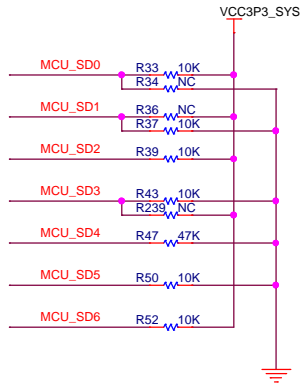 VCC3P3_SYS
MCU_SD0 R33 10K
R34 NC
MCU_SD1 R36 NC
R37 10K
MCU_SD2 R39 10K
MCU_SD3 R43 10K
R239 NC
MCU_SD4 R47 47K
MCU_SD5 R50 10K
MCU_SD6 R52 10K